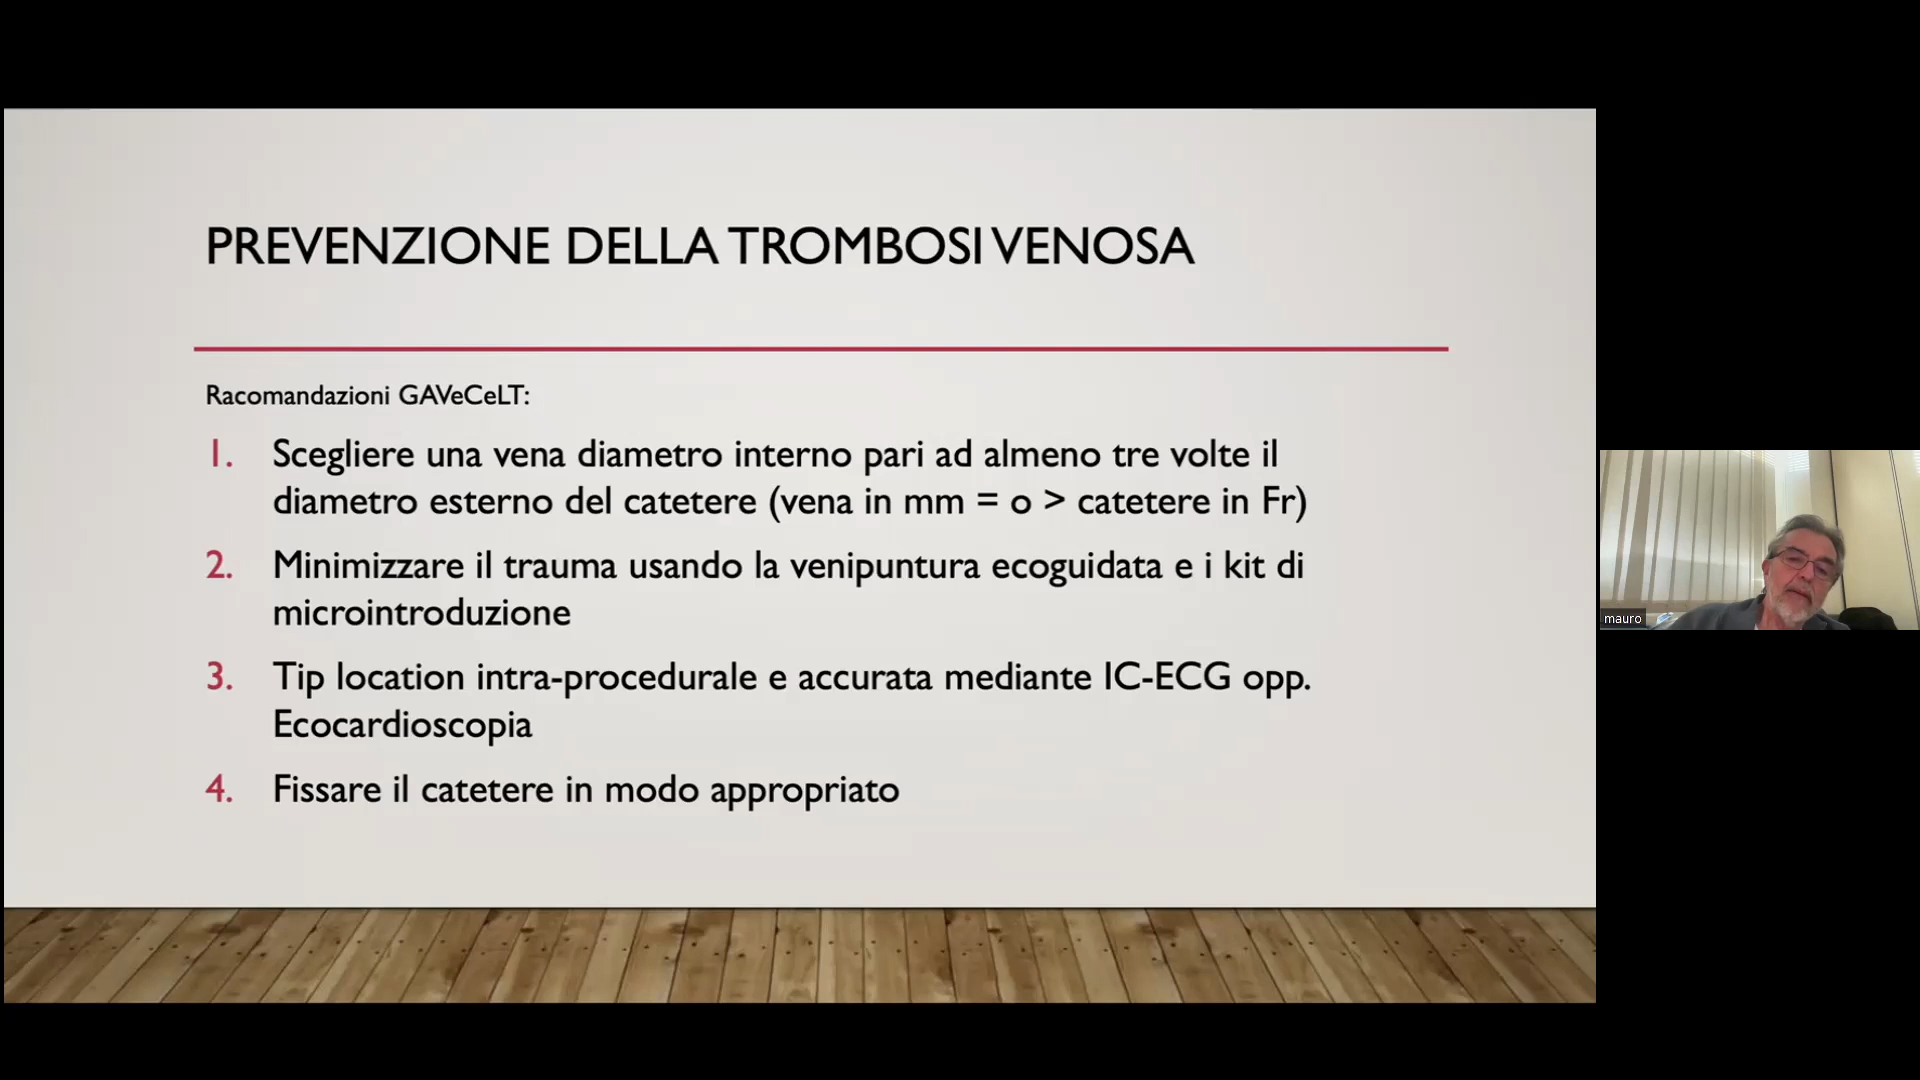 PREVENZIONE DELLA TROMBOSI VENOSA
Racomandazioni GAVeCeLT:
1. Scegliere una vena diametro interno pari ad almeno tre volte il
diametro esterno del catetere (vena in mm = o > catetere in Fr)
2. Minimizzare il trauma usando la venipuntura ecoguidata e i kit di
microintroduzione
3. Tip location intra-procedurale e accurata mediante IC-ECG opp.
Ecocardioscopia
4. Fissare il catetere in modo appropriato
mauro